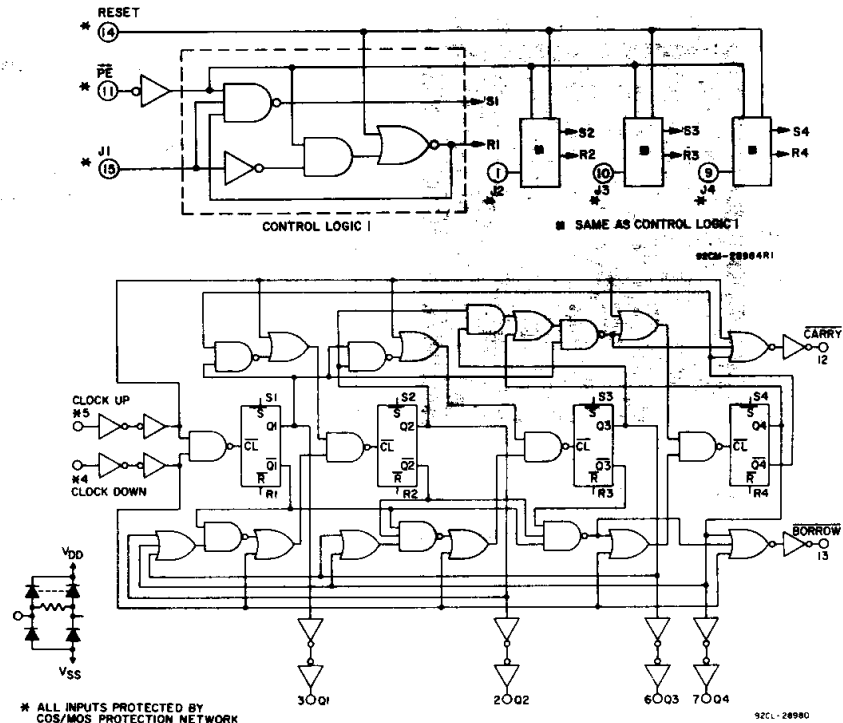 * RESET
14
* PE
11
* J1
15
S1
R1
CONTROL LOGIC 1
S2
R2
1
J2
*
S3
R3
10
J3
*
S4
R4
9
J4
*
SAME AS CONTROL LOGIC 1
92CM-28984R1
CARRY
12
CLOCK UP
*5
*4
CLOCK DOWN
S1
S
Q1
CL
Q1
R
R1
S2
S
Q2
CL
Q2
R
R2
S3
S
Q3
CL
Q3
R
R3
S4
S
Q4
CL
Q4
R
R4
BORROW
13
VDD
VSS
3 Q1
2 Q2
6 Q3
7 Q4
* ALL INPUTS PROTECTED BY
COS/MOS PROTECTION NETWORK
92CL-28980